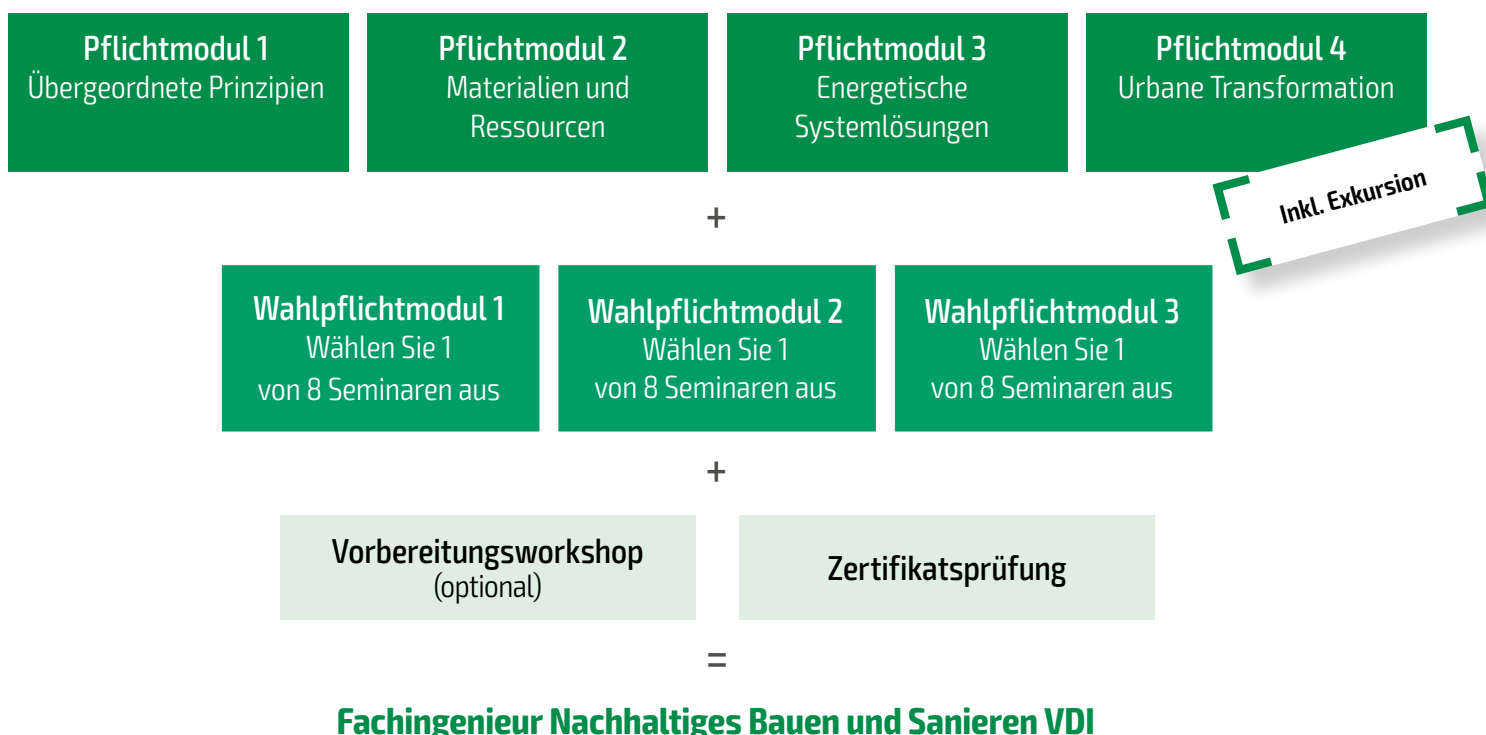 Pflichtmodul 1
Übergeordnete Prinzipien
Pflichtmodul 2
Materialien und
Ressourcen
Pflichtmodul 3
Energetische
Systemlösungen
Pflichtmodul 4
Urbane Transformation
Inkl. Exkursion
+
Wahlpflichtmodul 1
Wählen Sie 1
von 8 Seminaren aus
Wahlpflichtmodul 2
Wählen Sie 1
von 8 Seminaren aus
Wahlpflichtmodul 3
Wählen Sie 1
von 8 Seminaren aus
+
Vorbereitungsworkshop
(optional)
Zertifikatsprüfung
=
Fachingenieur Nachhaltiges Bauen und Sanieren VDI